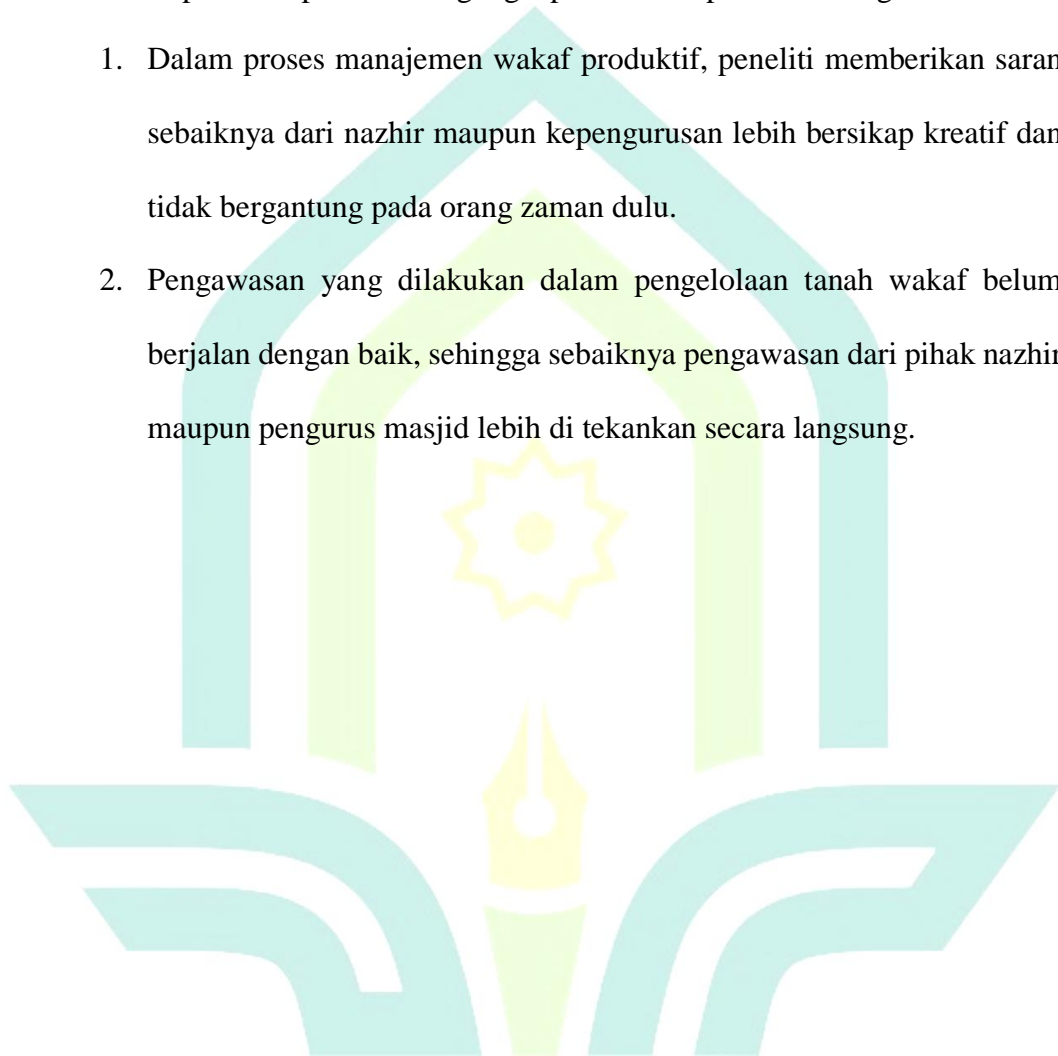 1. Dalam proses manajemen wakaf produktif, peneliti memberikan saran
sebaiknya dari nazhir maupun kepengurusan lebih bersikap kreatif dan
tidak bergantung pada orang zaman dulu.
2. Pengawasan yang dilakukan dalam pengelolaan tanah wakaf belum
berjalan dengan baik, sehingga sebaiknya pengawasan dari pihak nazhir
maupun pengurus masjid lebih di tekankan secara langsung.